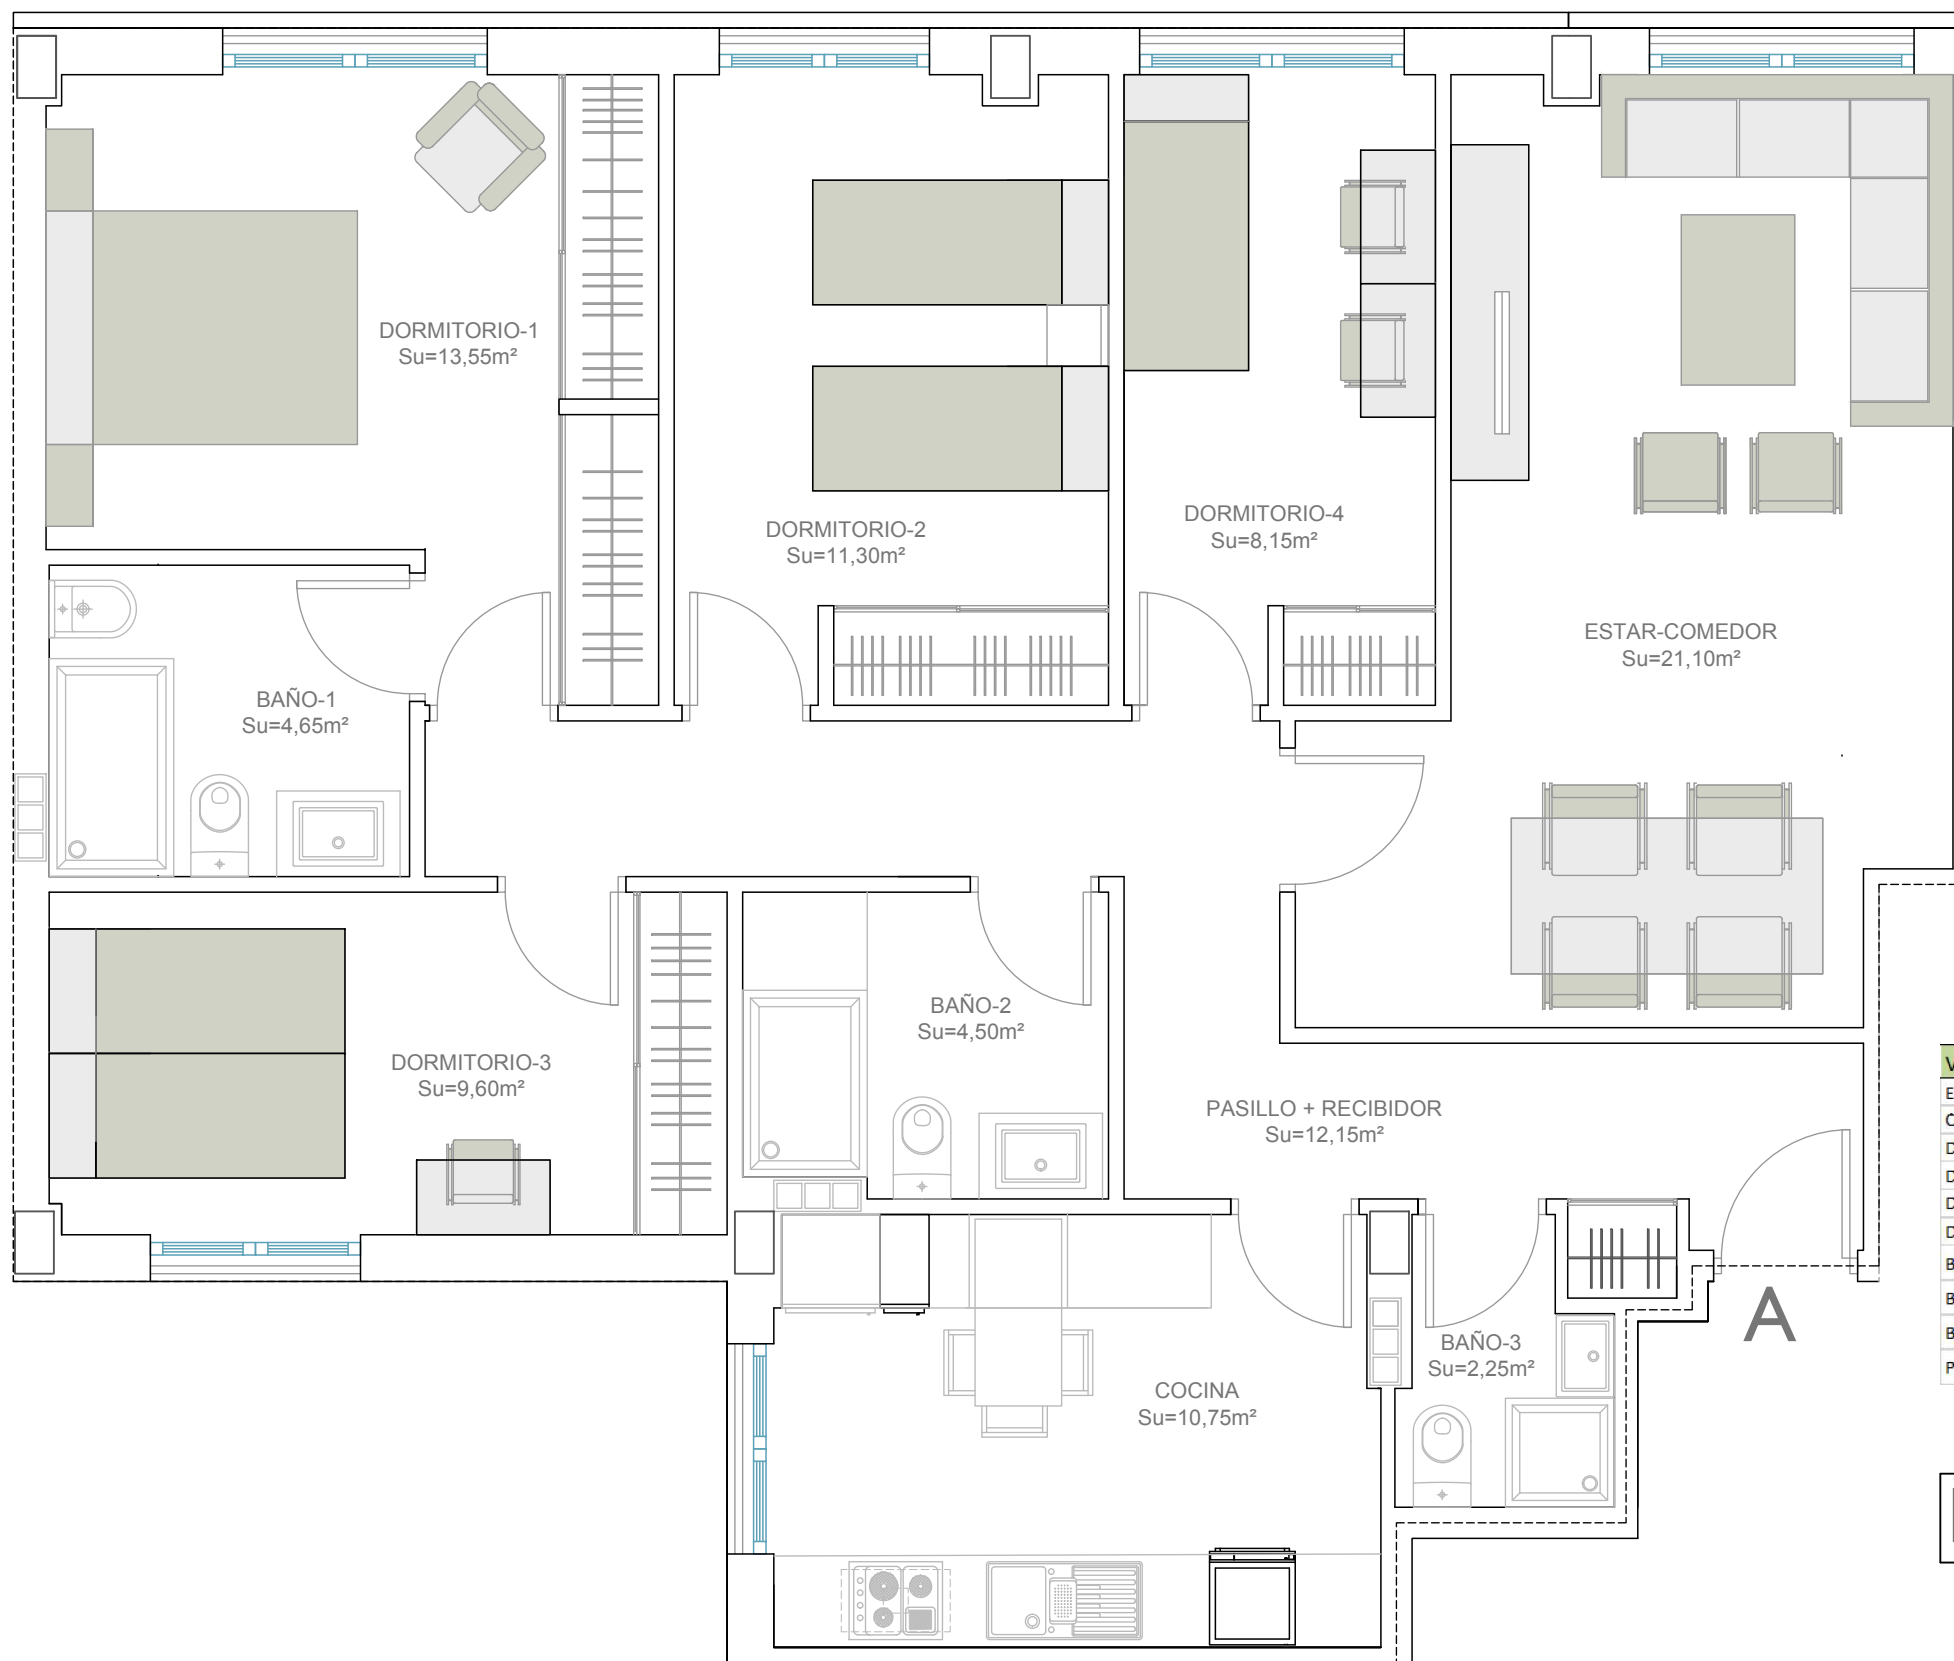 DORMITORIO-1
Su=13,55m²
DORMITORIO-2
Su=11,30m²
DORMITORIO-4
Su=8,15m²
ESTAR-COMEDOR
Su=21,10m²
BAÑO-1
Su=4,65m²
BAÑO-2
Su=4,50m²
DORMITORIO-3
Su=9,60m²
PASILLO + RECIBIDOR
Su=12,15m²
BAÑO-3
Su=2,25m²
COCINA
Su=10,75m²
A
V
E
C
D
D
D
D
B
B
B
P